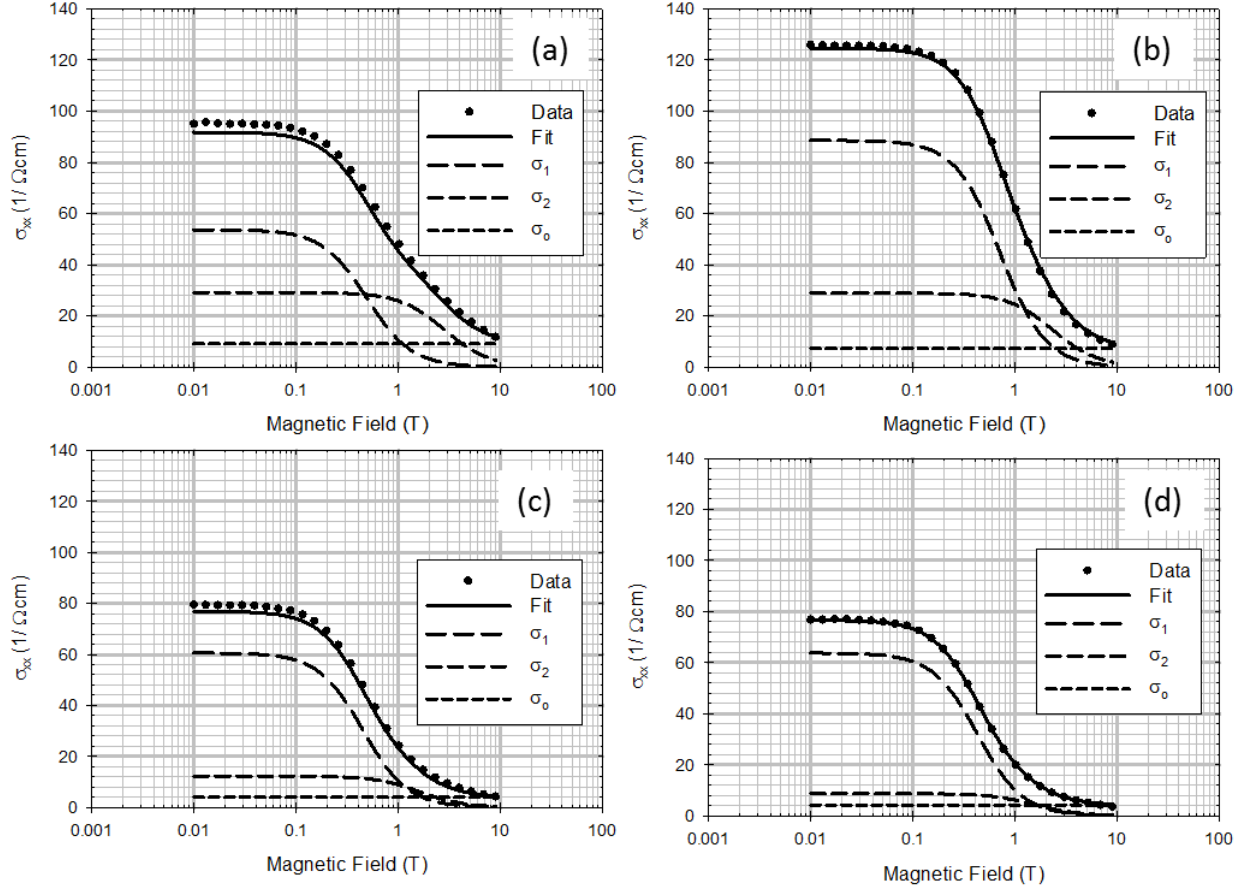 140
120
100
80
60
40
20
0
σxx (1/ Ωcm)
(a)
Data
Fit
σ1
σ2
σo
0.001 0.01 0.1 1 10 100
Magnetic Field (T)
140
120
100
80
60
40
20
0
σxx (1/ Ωcm)
(b)
Data
Fit
σ1
σ2
σo
0.001 0.01 0.1 1 10 100
Magnetic Field (T)
140
120
100
80
60
40
20
0
σxx (1/ Ωcm)
(c)
Data
Fit
σ1
σ2
σo
0.001 0.01 0.1 1 10 100
Magnetic Field (T)
140
120
100
80
60
40
20
0
σxx (1/ Ωcm)
(d)
Data
Fit
σ1
σ2
σo
0.001 0.01 0.1 1 10 100
Magnetic Field (T)